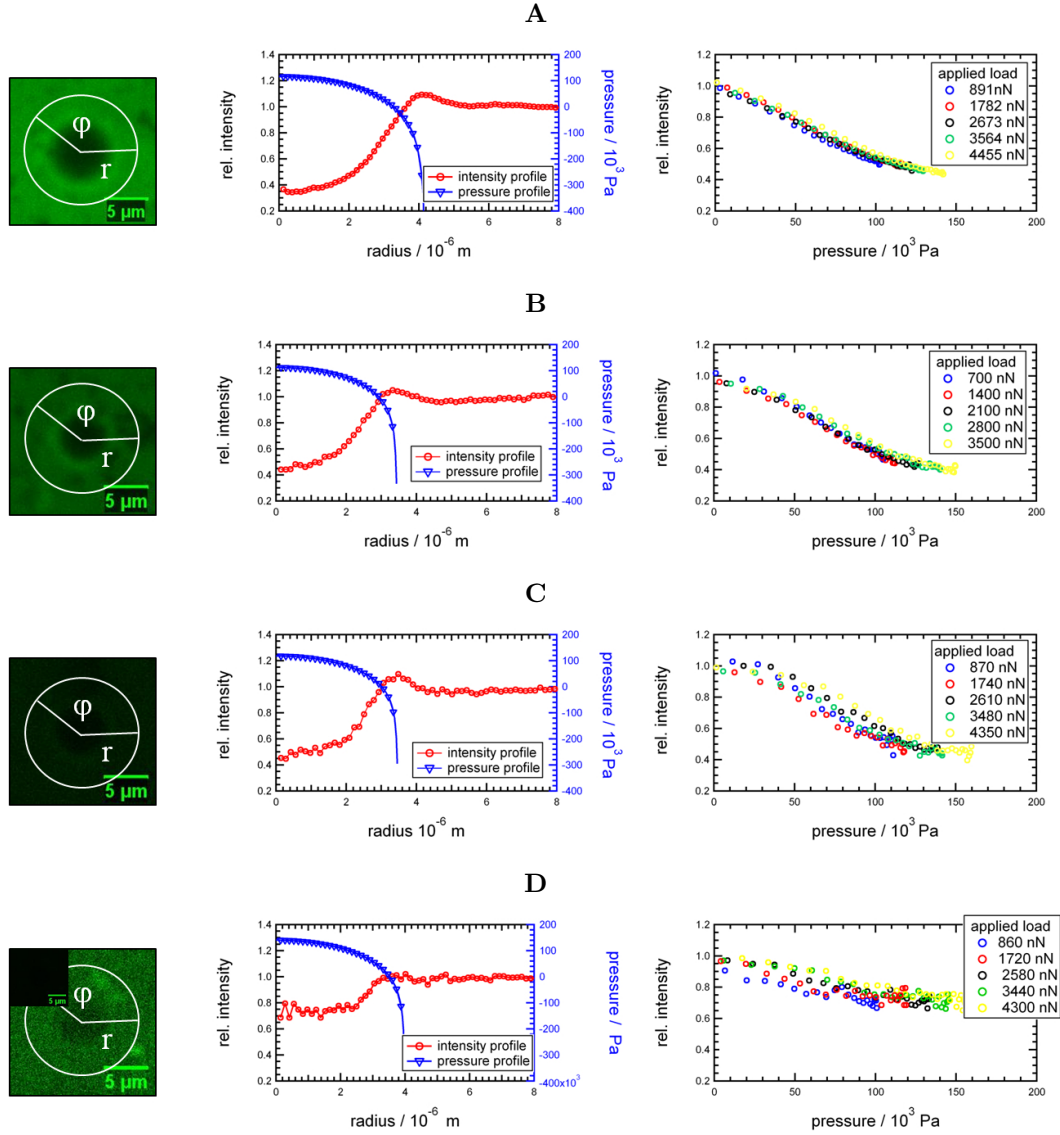 A
φ
r
5 µm
rel. intensity
1.4
1.2
1.0
0.8
0.6
0.4
0.2
0 2 4 6 8
radius / 10⁻⁶ m
200
100
0
-100
-200
-300
-400
pressure / 10³ Pa
intensity profile
pressure profile
rel. intensity
1.2
1.0
0.8
0.6
0.4
0.2
0 50 100 150 200
pressure / 10³ Pa
applied load
891nN
1782 nN
2673 nN
3564 nN
4455 nN
B
φ
r
5 µm
rel. intensity
1.4
1.2
1.0
0.8
0.6
0.4
0.2
0 2 4 6 8
radius / 10⁻⁶ m
200
100
0
-100
-200
-300
-400
pressure / 10³ Pa
intensity profile
pressure profile
rel. intensity
1.2
1.0
0.8
0.6
0.4
0.2
0 50 100 150 200
pressure / 10³ Pa
applied load
700 nN
1400 nN
2100 nN
2800 nN
3500 nN
C
φ
r
5 µm
rel. intensity
1.4
1.2
1.0
0.8
0.6
0.4
0.2
0 2 4 6 8
radius 10⁻⁶ m
200
100
0
-100
-200
-300
-400
pressure / 10³ Pa
intensity profile
pressure profile
rel. intensity
1.2
1.0
0.8
0.6
0.4
0.2
0 50 100 150 200
pressure / 10³ Pa
applied load
870 nN
1740 nN
2610 nN
3480 nN
4350 nN
D
5 µm
φ
r
5 µm
rel. intensity
1.4
1.2
1.0
0.8
0.6
0.4
0.2
0 2 4 6 8
radius / 10⁻⁶ m
200
100
0
100
200
300
-400x10³
pressure / Pa
intensity profile
pressure profile
rel. intensity
1.2
1.0
0.8
0.6
0.4
0.2
0 50 100 150 200
pressure / 10³ Pa
applied load
860 nN
1720 nN
2580 nN
3440 nN
4300 nN